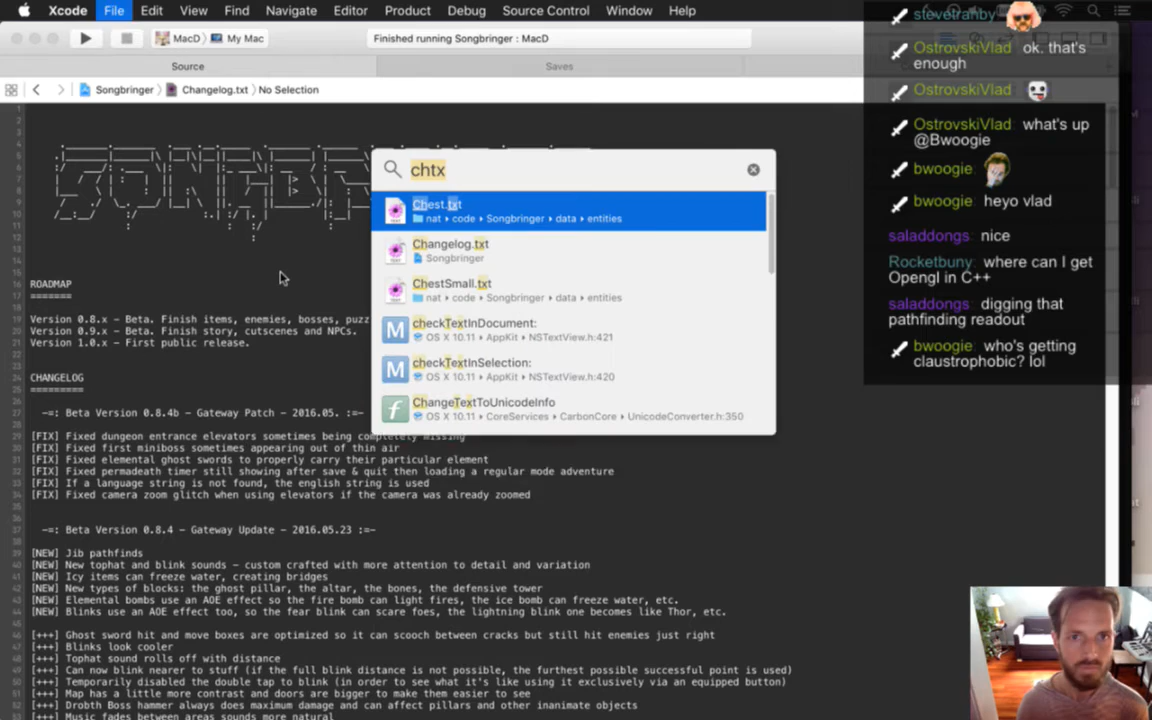 Xcode File Edit View Find Navigate Editor Product Debug Source Control Window Help
MacD My Mac
Finished running Songbringer : MacD
Source
Saves
Songbringer Changelog.txt No Selection
chtx
Chest.txt
nat code Songbringer data entities
Changelog.txt
Songbringer
ChestSmall.txt
nat code Songbringer data entities
checkTextInDocument:
OS X 10.11 AppKit NSTextView.h:421
checkTextInSelection:
OS X 10.11 AppKit NSTextView.h:420
ChangeTextToUnicodeInfo
OS X 10.11 CoreServices CarbonCore UnicodeConverter.h:350
ROADMAP
=======
Version 0.8.x - Beta. Finish items, enemies, bosses, puzz
Version 0.9.x - Beta. Finish story, cutscenes and NPCs.
Version 1.0.x - First public release.
CHANGELOG
=========
-=: Beta Version 0.8.4b - Gateway Patch - 2016.05. :=-
[FIX] Fixed dungeon entrance elevators sometimes being completely missing
[FIX] Fixed first miniboss sometimes appearing out of thin air
[FIX] Fixed elemental ghost swords to properly carry their particular element
[FIX] Fixed permadeath timer still showing after save & quit then loading a regular mode adventure
[FIX] If a language string is not found, the english string is used
[FIX] Fixed camera zoom glitch when using elevators if the camera was already zoomed
-=: Beta Version 0.8.4 - Gateway Update - 2016.05.23 :=-
[NEW] Jib pathfinds
[NEW] New tophat and blink sounds - custom crafted with more attention to detail and variation
[NEW] Icy items can freeze water, creating bridges
[NEW] New types of blocks: the ghost pillar, the altar, the bones, the defensive tower
[NEW] Elemental bombs use an AOE effect so the fire bomb can light fires, the ice bomb can freeze water, etc.
[NEW] Blinks use an AOE effect too, so the fear blink can scare foes, the lightning blink one becomes like Thor, etc.
[+++] Ghost sword hit and move boxes are optimized so it can scooch between cracks but still hit enemies just right
[+++] Blinks look cooler
[+++] Tophat sound rolls off with distance
[+++] Can now blink nearer to stuff (if the full blink distance is not possible, the furthest possible successful point is used)
[+++] Temporarily disabled the double tap to blink (in order to see what it's like using it exclusively via an equipped button)
[+++] Map has a little more contrast and doors are bigger to make them easier to see
[+++] Drobth Boss hammer always does maximum damage and can affect pillars and other inanimate objects
[+++] Music fades between areas sounds more natural
stevetranby
OstrovskiVlad ok. that's
enough
OstrovskiVlad
OstrovskiVlad what's up
@Bwoogie
bwoogie:
bwoogie: heyo vlad
saladdongs: nice
Rocketbuny: where can I get
Opengl in C++
saladdongs: digging that
pathfinding readout
bwoogie: who's getting
claustrophobic? lol